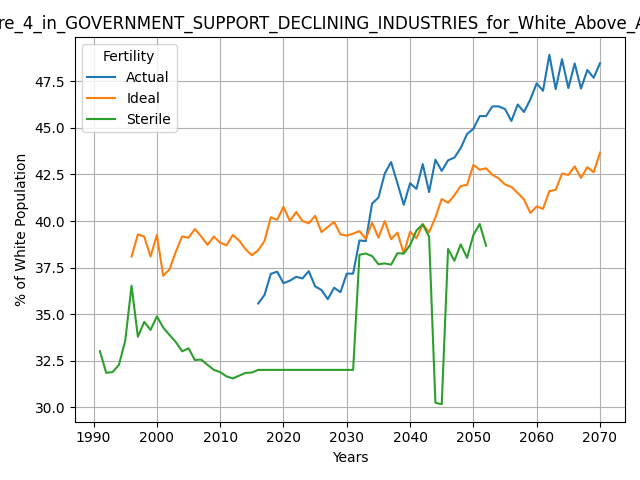 re_4_in_GOVERNMENT_SUPPORT_DECLINING_INDUSTRIES_for_White_Above_A
Fertility
Actual
Ideal
Sterile
% of White Population
47.5
45.0
42.5
40.0
37.5
35.0
32.5
30.0
1990 2000 2010 2020 2030 2040 2050 2060 2070
Years